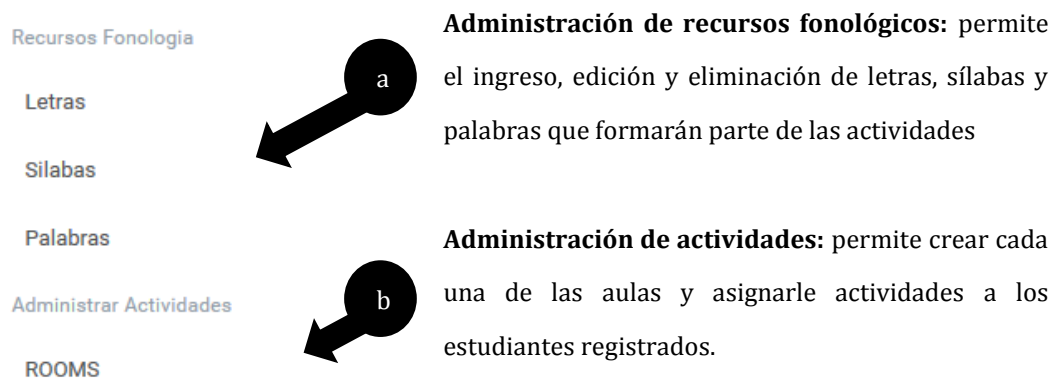 Recursos Fonologia
Letras
Silabas
Palabras
Administrar Actividades
ROOMS
a
b
Administración de recursos fonológicos: permite
el ingreso, edición y eliminación de letras, sílabas y
palabras que formarán parte de las actividades
Administración de actividades: permite crear cada
una de las aulas y asignarle actividades a los
estudiantes registrados.